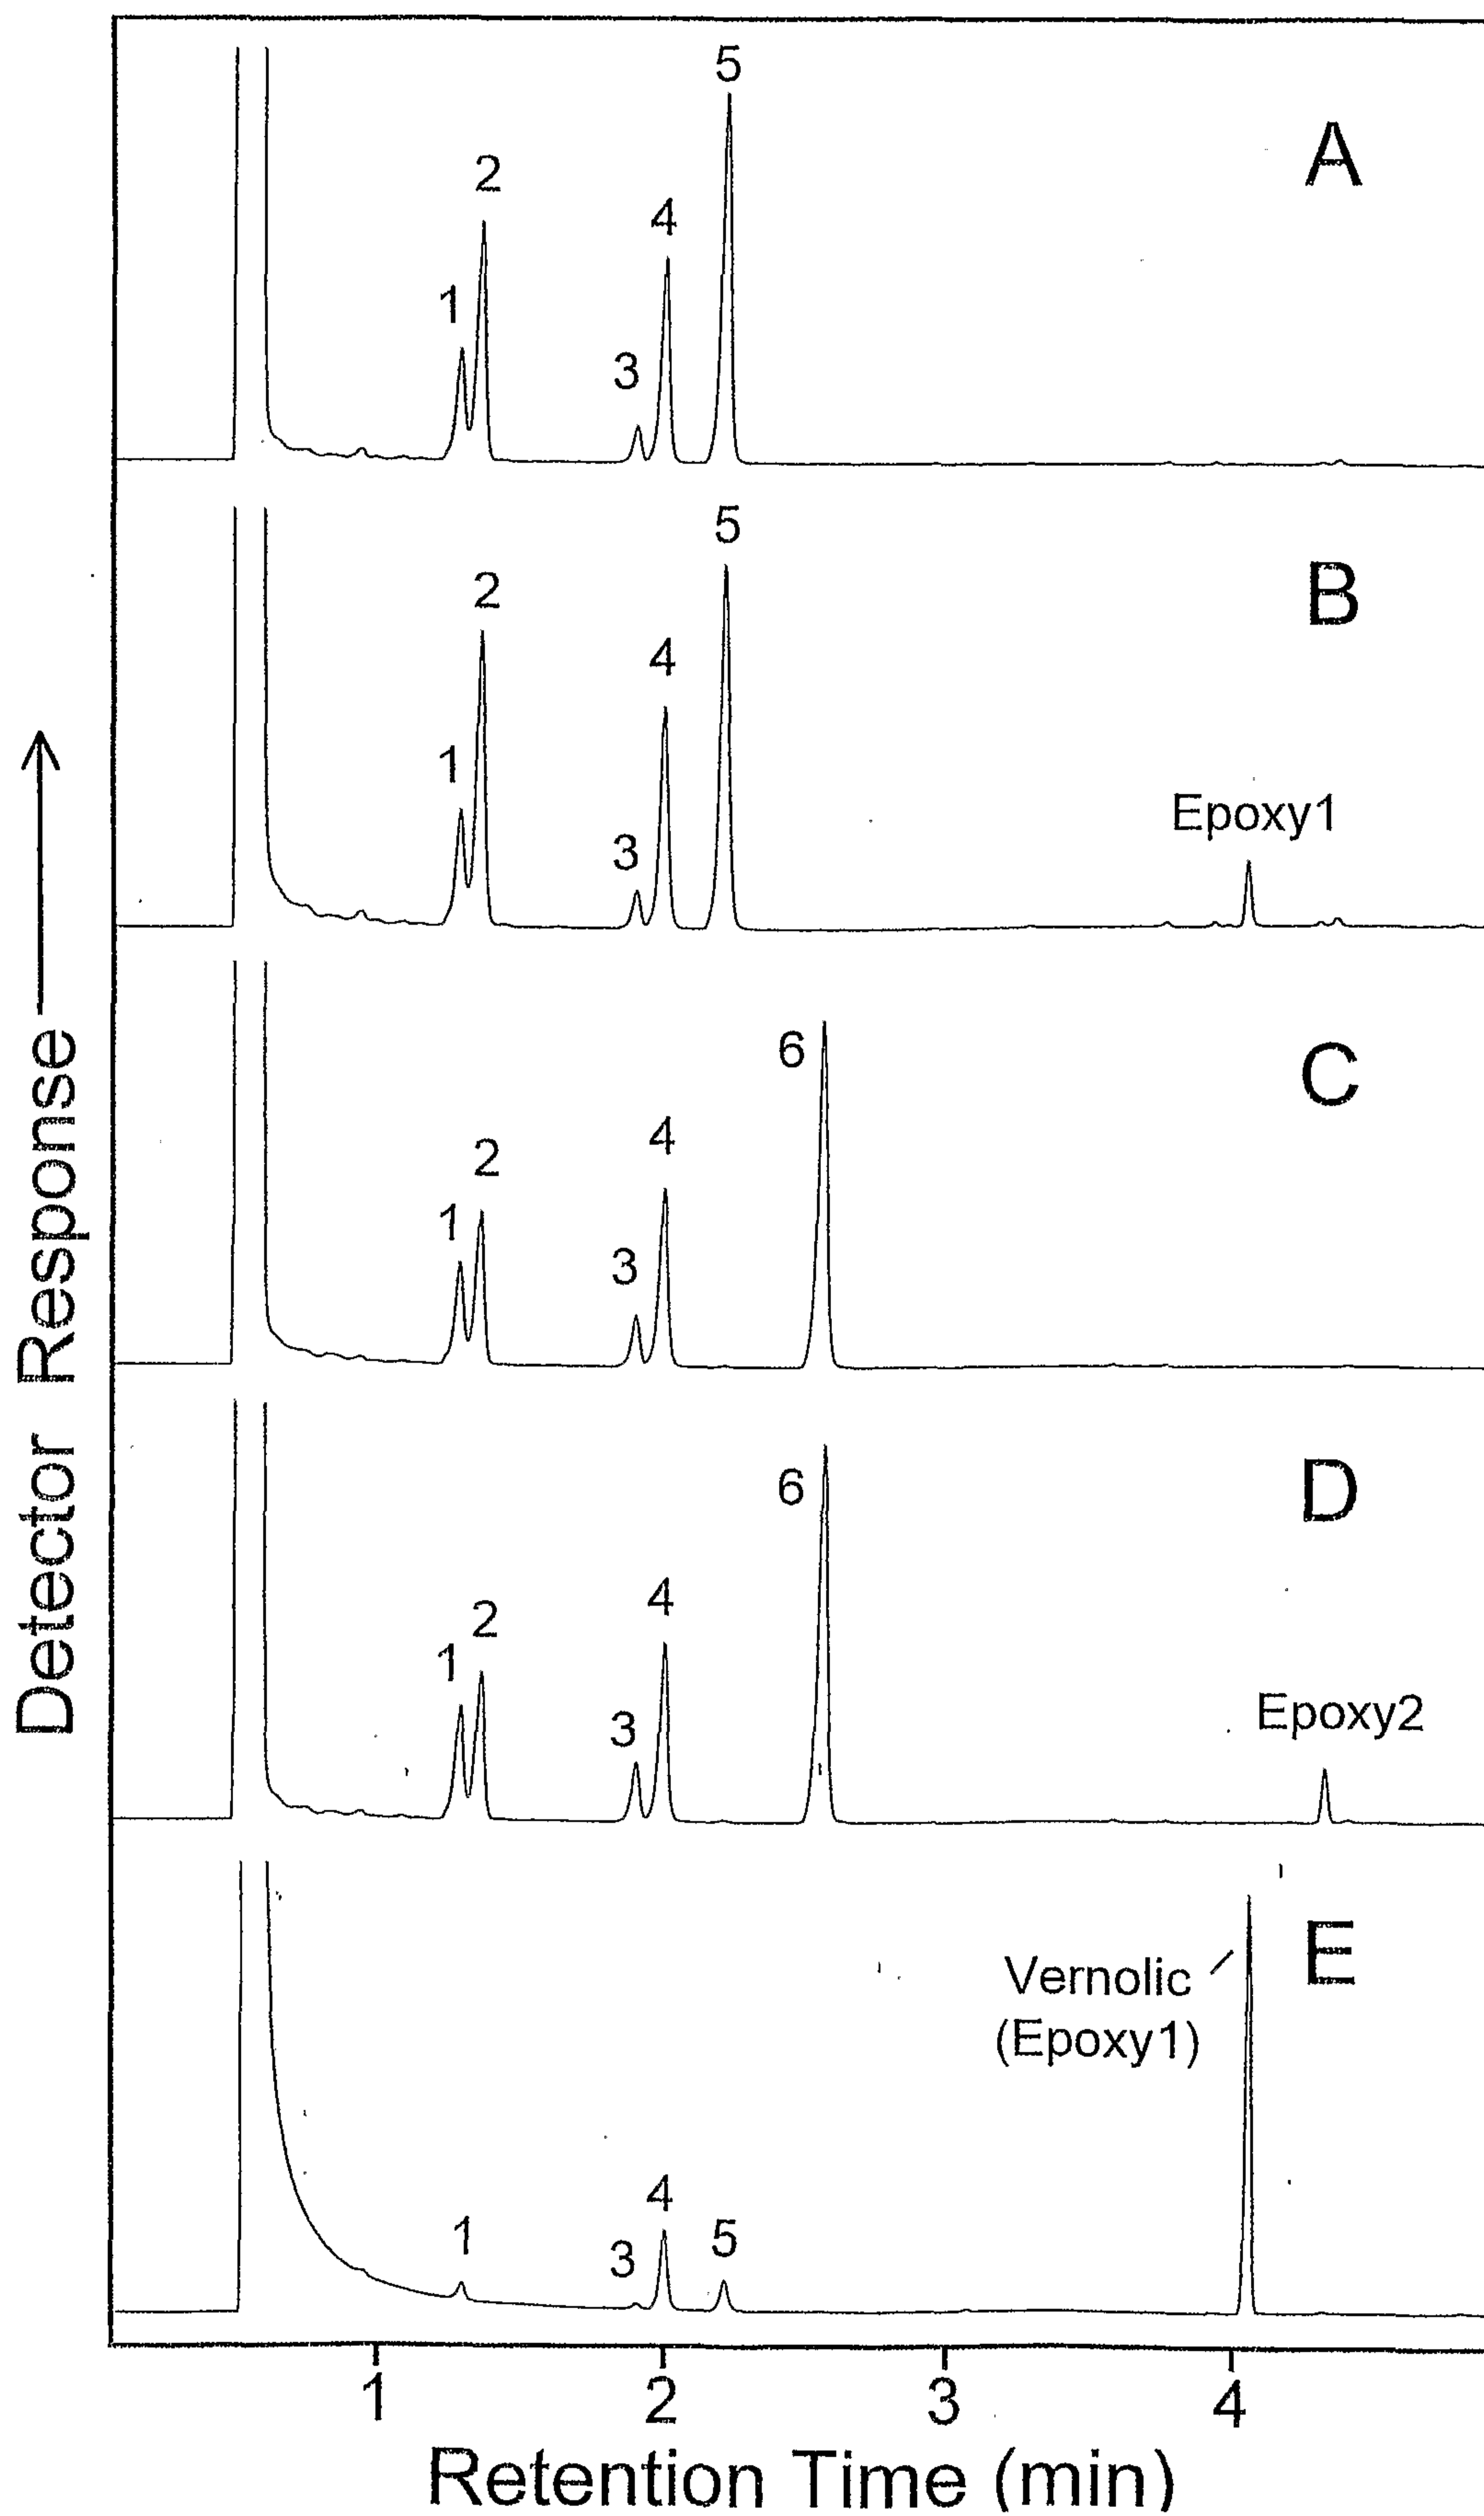 5
A
2
4
1
3
5
B
2
4
1
Epoxy1
3
6
C
4
2
1
3
6
D
4
2
1
Epoxy2
3
E
Vernolic
(Epoxy1)
4
1
5
3
Detector Response
1 2 3 4
Retention Time (min)